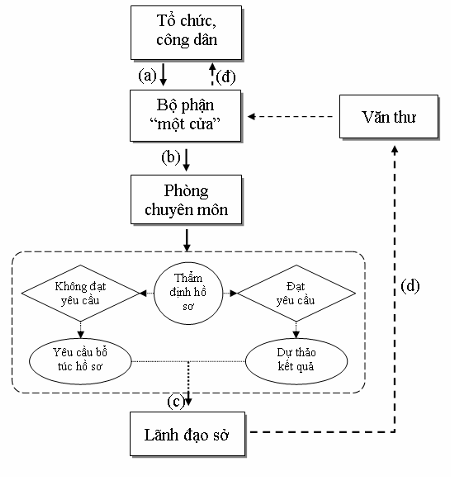 Tổ chức,
công dân
(a)
(đ)
Bộ phận
“một cửa”
Văn thư
(b)
Phòng
chuyên môn
Không đạt
yêu cầu
Thẩm
định hồ
sơ
Đạt
yêu cầu
(d)
Yêu cầu bổ
túc hồ sơ
Dự thảo
kết quả
(c)
Lãnh đạo sở